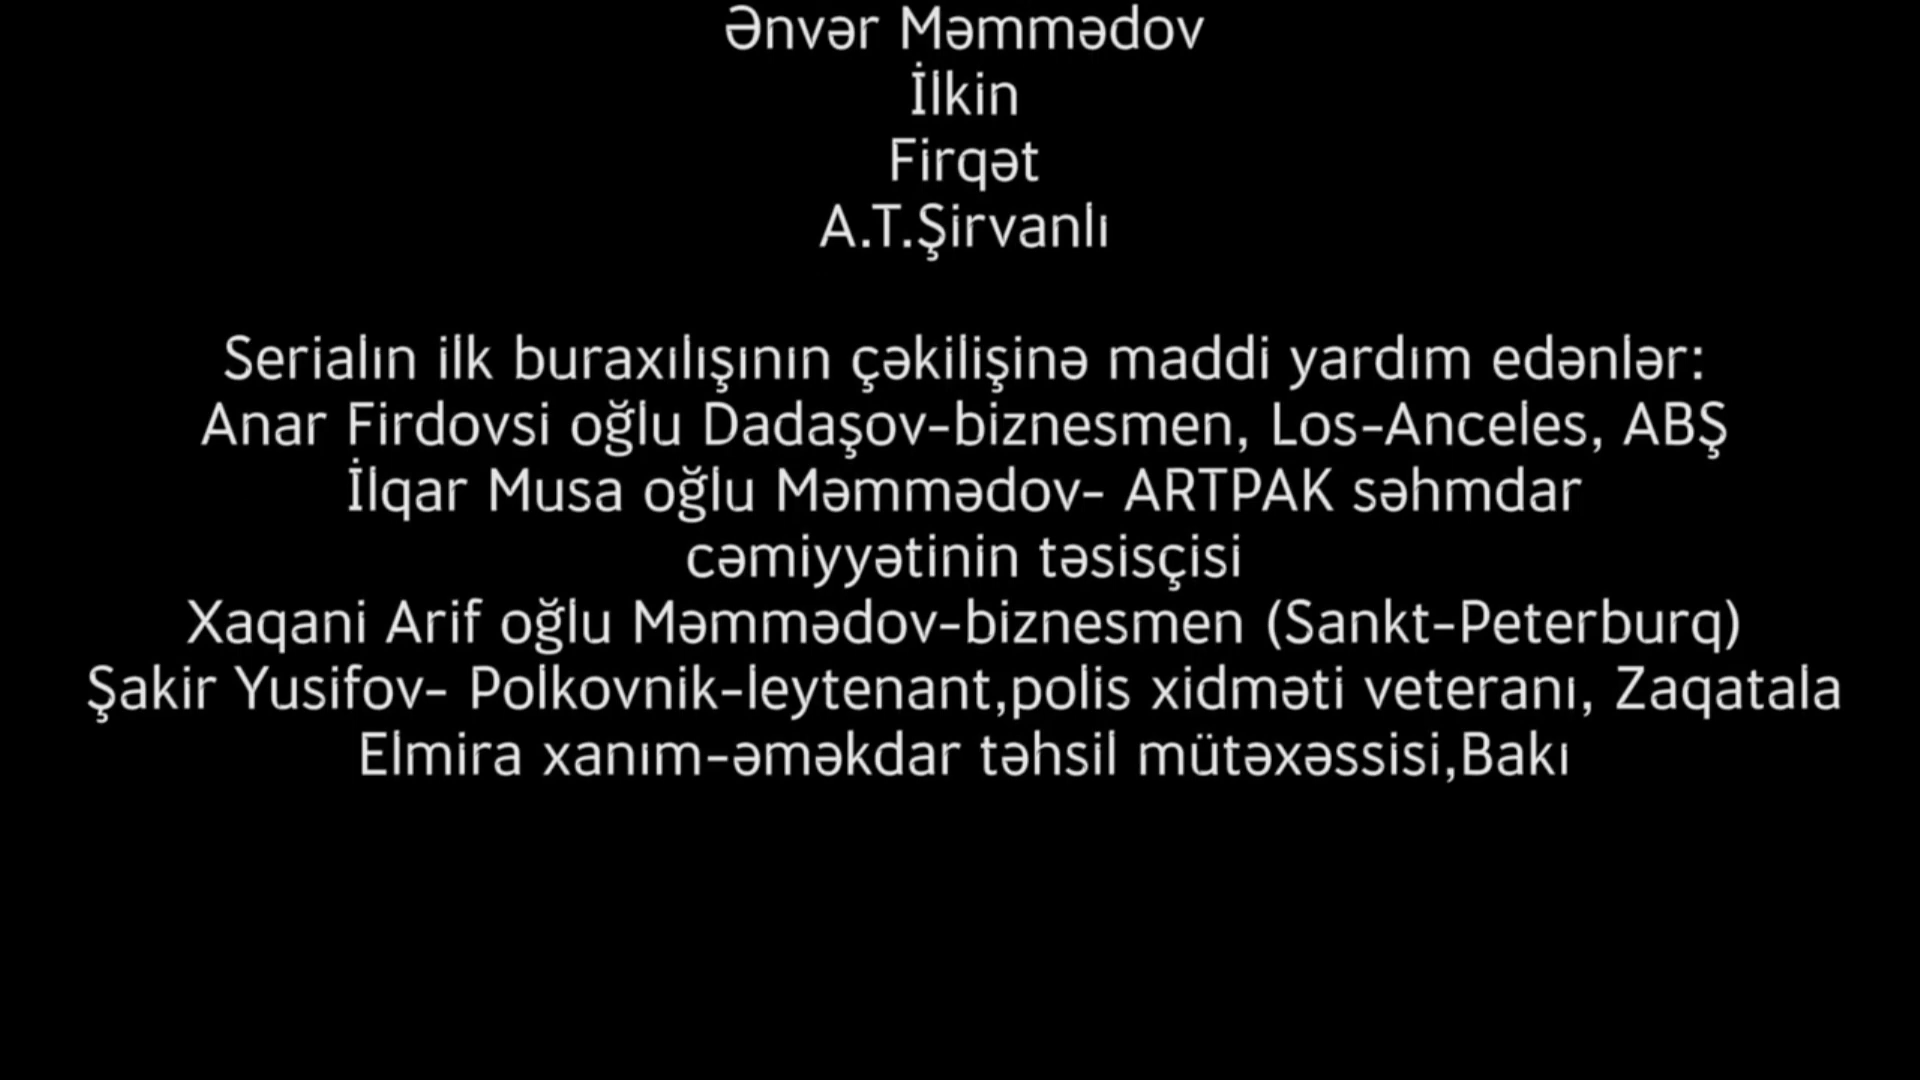 Ənvər Məmmədov
İlkin
Firqət
A.T.Şirvanlı
Serialın ilk buraxılışının çəkilişinə maddi yardım edənlər:
Anar Firdovsi oğlu Dadaşov-biznesmen, Los-Anceles, ABŞ
İlqar Musa oğlu Məmmədov- ARTPAK səhmdar
cəmiyyətinin təsisçisi
Xaqani Arif oğlu Məmmədov-biznesmen (Sankt-Peterburq)
Şakir Yusifov- Polkovnik-leytenant,polis xidməti veteranı, Zaqatala
Elmira xanım-əməkdar təhsil mütəxəssisi,Bakı